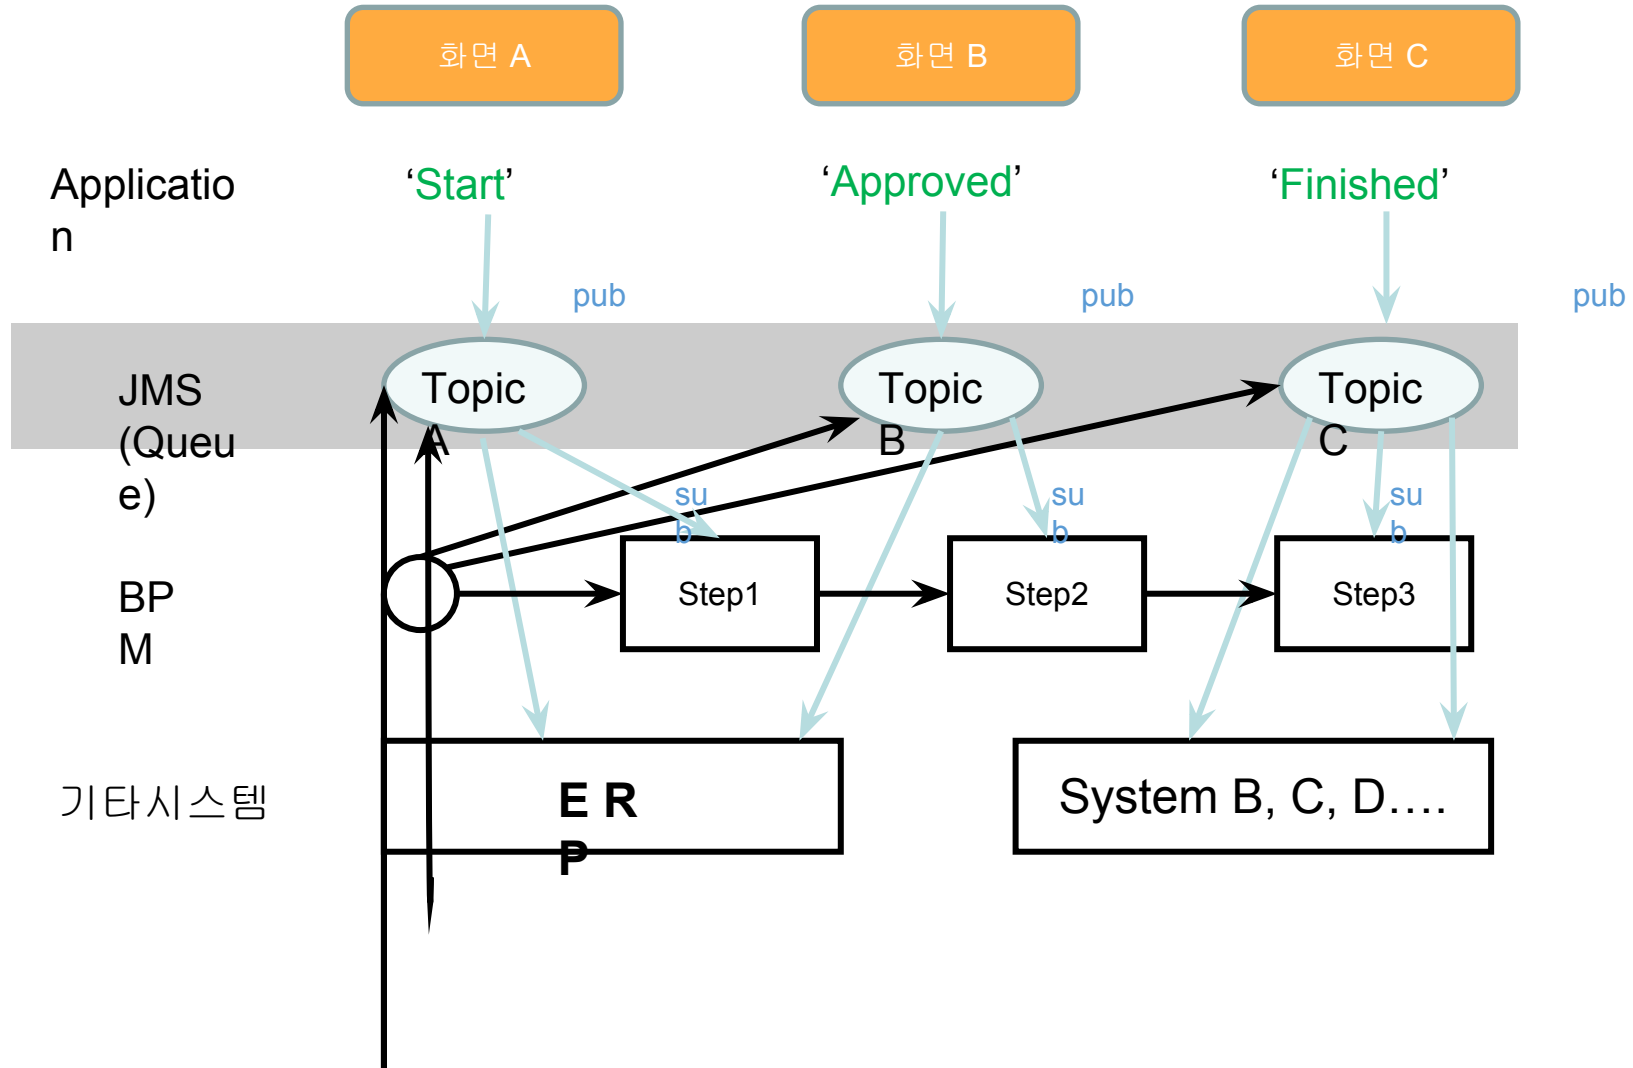 화면 A
화면 B
화면 C
Applicatio
n
‘Start’
‘Approved’
‘Finished’
pub
pub
pub
JMS
(Queu
e)
Topic
A
Topic
B
Topic
C
su
b
su
b
su
b
BP
M
Step1
Step2
Step3
기타시스템
E R
P
System B, C, D….